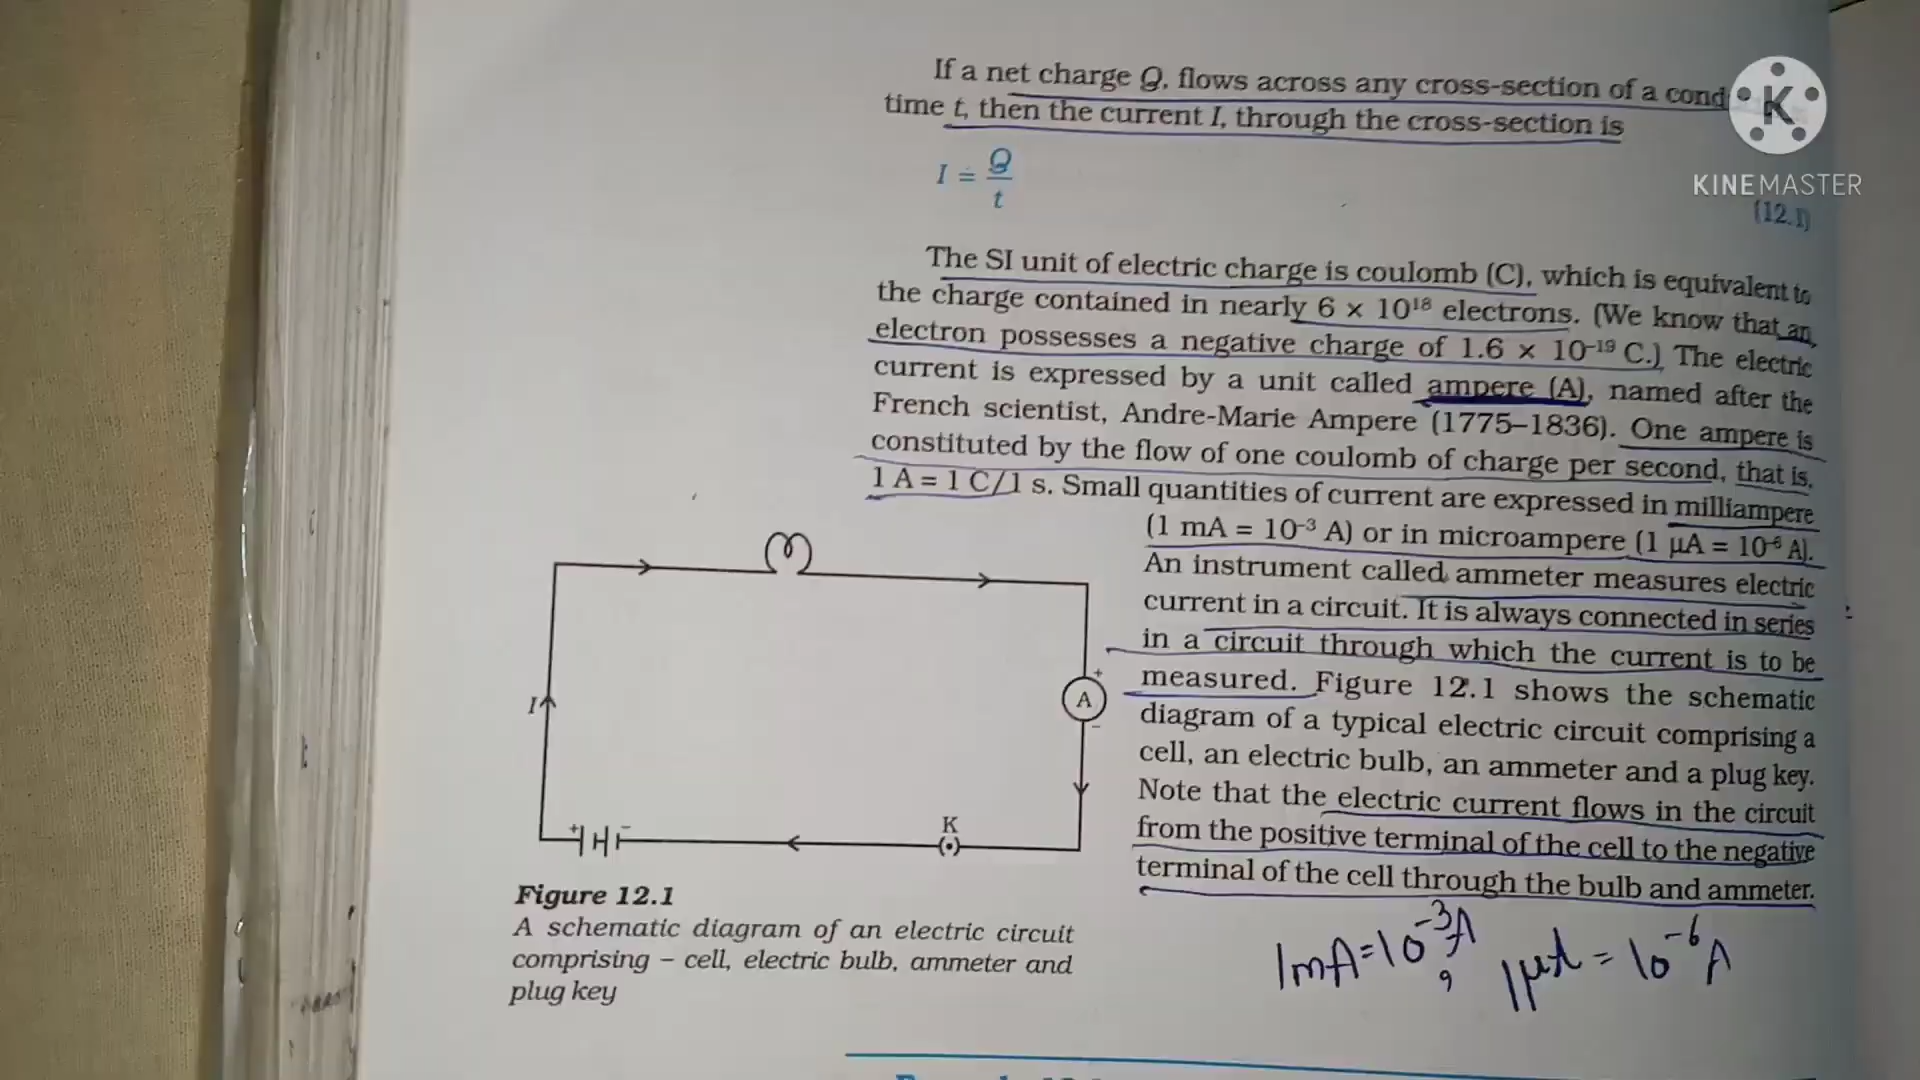 If a net charge Q, flows across any cross-section of a
time t, then the current I, through the cross-section is
I = Q/t
(12.1)
KINEMASTER
The SI unit of electric charge is coulomb (C), which is equivalent to
the charge contained in nearly 6 × 10¹⁸ electrons. (We know that an
electron possesses a negative charge of 1.6 × 10⁻¹⁹ C.) The electric
current is expressed by a unit called ampere (A), named after the
French scientist, Andre-Marie Ampere (1775–1836). One ampere is
constituted by the flow of one coulomb of charge per second, that is,
1 A = 1 C/1 s. Small quantities of current are expressed in milliampere
(1 mA = 10⁻³ A) or in microampere (1 µA = 10⁻⁶ A).
An instrument called ammeter measures electric
current in a circuit. It is always connected in series
in a circuit through which the current is to be
measured. Figure 12.1 shows the schematic
diagram of a typical electric circuit comprising a
cell, an electric bulb, an ammeter and a plug key.
Note that the electric current flows in the circuit
from the positive terminal of the cell to the negative
terminal of the cell through the bulb and ammeter.
I
+
A
−
K
+
−
Figure 12.1
A schematic diagram of an electric circuit
comprising – cell, electric bulb, ammeter and
plug key
1mA=10⁻³A, 1µA = 10⁻⁶A